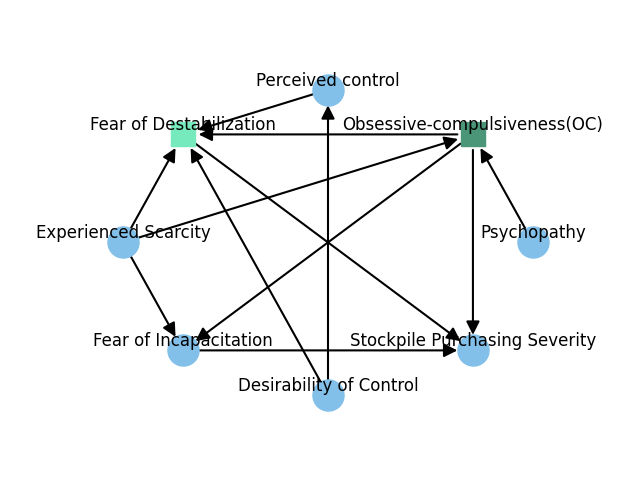 Perceived control
Fear of Destabilization
Obsessive-compulsiveness(OC)
Experienced Scarcity
Psychopathy
Fear of Incapacitation
Stockpile Purchasing Severity
Desirability of Control